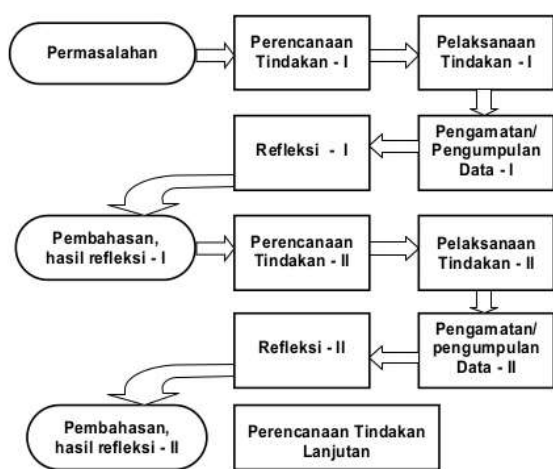 Permasalahan
Perencanaan
Tindakan - I
Pelaksanaan
Tindakan - I
Refleksi - I
Pengamatan/
Pengumpulan
Data - I
Pembahasan,
hasil refleksi - I
Perencanaan
Tindakan - II
Pelaksanaan
Tindakan - II
Refleksi - II
Pengamatan/
pengumpulan
Data - II
Pembahasan,
hasil refleksi - II
Perencanaan Tindakan
Lanjutan